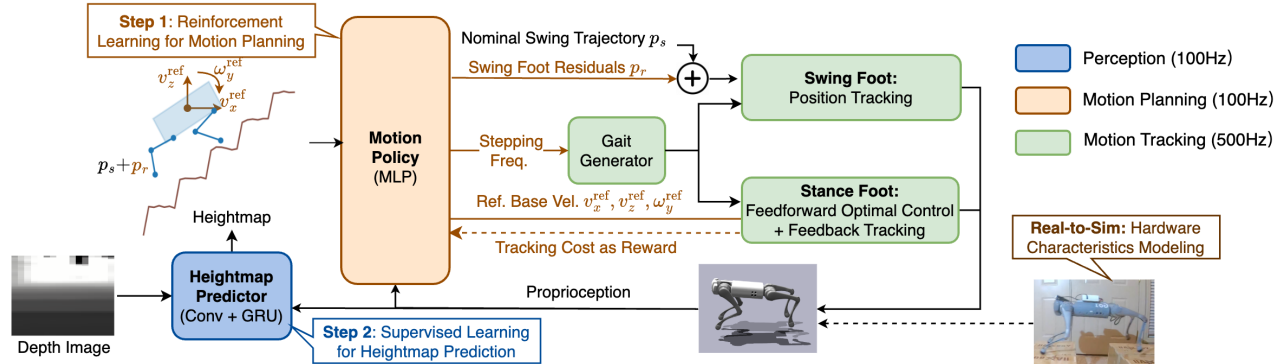 Step 1: Reinforcement
Learning for Motion Planning
v_z^ref
ω_y^ref
v_x^ref
p_s+p_r
Heightmap
Depth Image
Heightmap
Predictor
(Conv + GRU)
Step 2: Supervised Learning
for Heightmap Prediction
Motion
Policy
(MLP)
Nominal Swing Trajectory p_s
Swing Foot Residuals p_r
Stepping
Freq.
Gait
Generator
Ref. Base Vel. v_x^ref, v_z^ref, ω_y^ref
Tracking Cost as Reward
Proprioception
Swing Foot:
Position Tracking
Stance Foot:
Feedforward Optimal Control
+ Feedback Tracking
Perception (100Hz)
Motion Planning (100Hz)
Motion Tracking (500Hz)
Real-to-Sim: Hardware
Characteristics Modeling